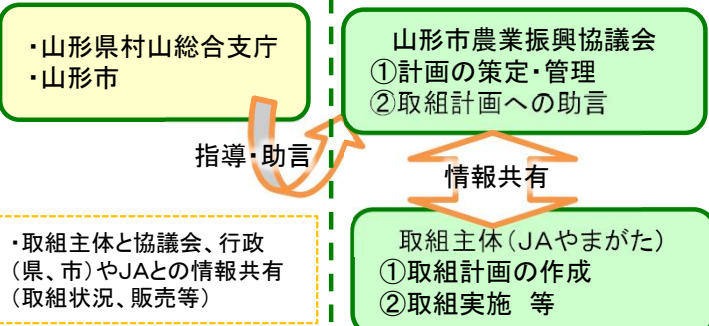 ・山形県村山総合支庁
・山形市
山形市農業振興協議会
①計画の策定・管理
②取組計画への助言
指導・助言
情報共有
・取組主体と協議会、行政
(県、市)やJAとの情報共有
(取組状況、販売等)
取組主体(JAやまがた)
①取組計画の作成
②取組実施 等